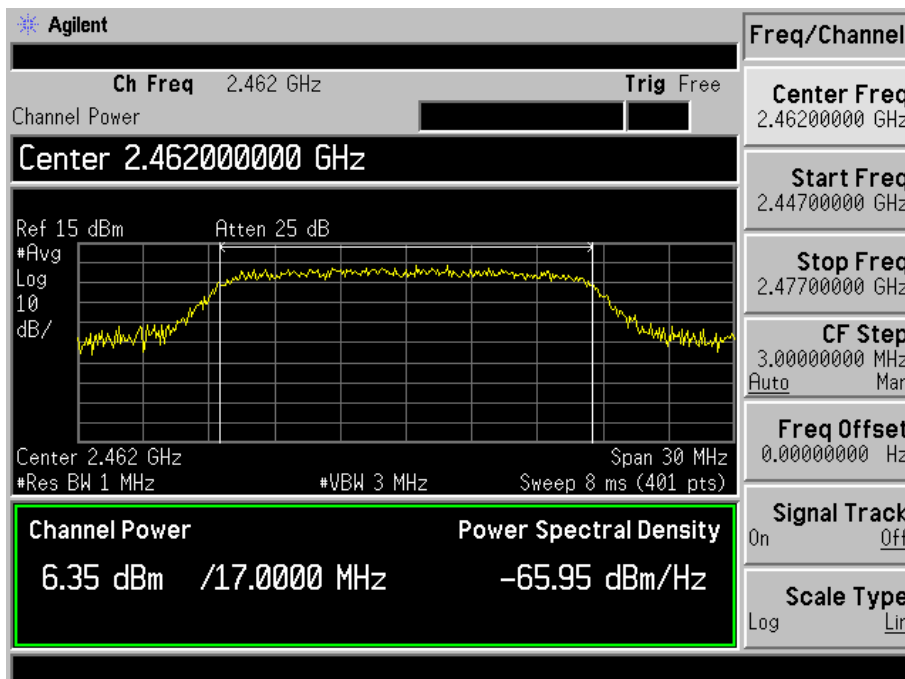 Agilent
Ch Freq 2.462 GHz Trig Free
Channel Power
Center 2.462000000 GHz
Ref 15 dBm Atten 25 dB
#Avg
Log
10
dB/
Center 2.462 GHz Span 30 MHz
#Res BW 1 MHz #VBW 3 MHz Sweep 8 ms (401 pts)
Channel Power Power Spectral Density
6.35 dBm /17.0000 MHz -65.95 dBm/Hz
Freq/Channel
Center Freq
2.46200000 GHz
Start Freq
2.44700000 GHz
Stop Freq
2.47700000 GHz
CF Step
3.00000000 MHz
Auto Man
Freq Offset
0.00000000 Hz
Signal Track
On Off
Scale Type
Log Lin